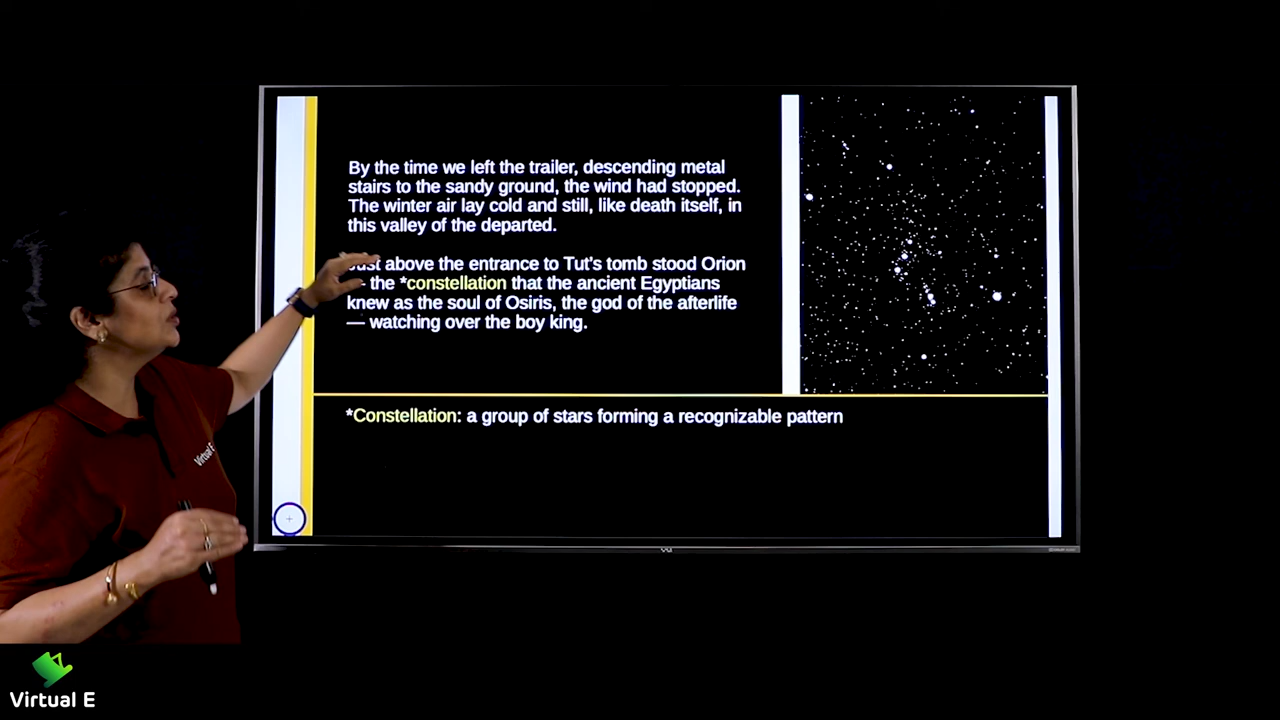 By the time we left the trailer, descending metal
stairs to the sandy ground, the wind had stopped.
The winter air lay cold and still, like death itself, in
this valley of the departed.
Just above the entrance to Tut's tomb stood Orion
the *constellation that the ancient Egyptians
knew as the soul of Osiris, the god of the afterlife
— watching over the boy king.
*Constellation: a group of stars forming a recognizable pattern
Virtual E
VU
Virtual E